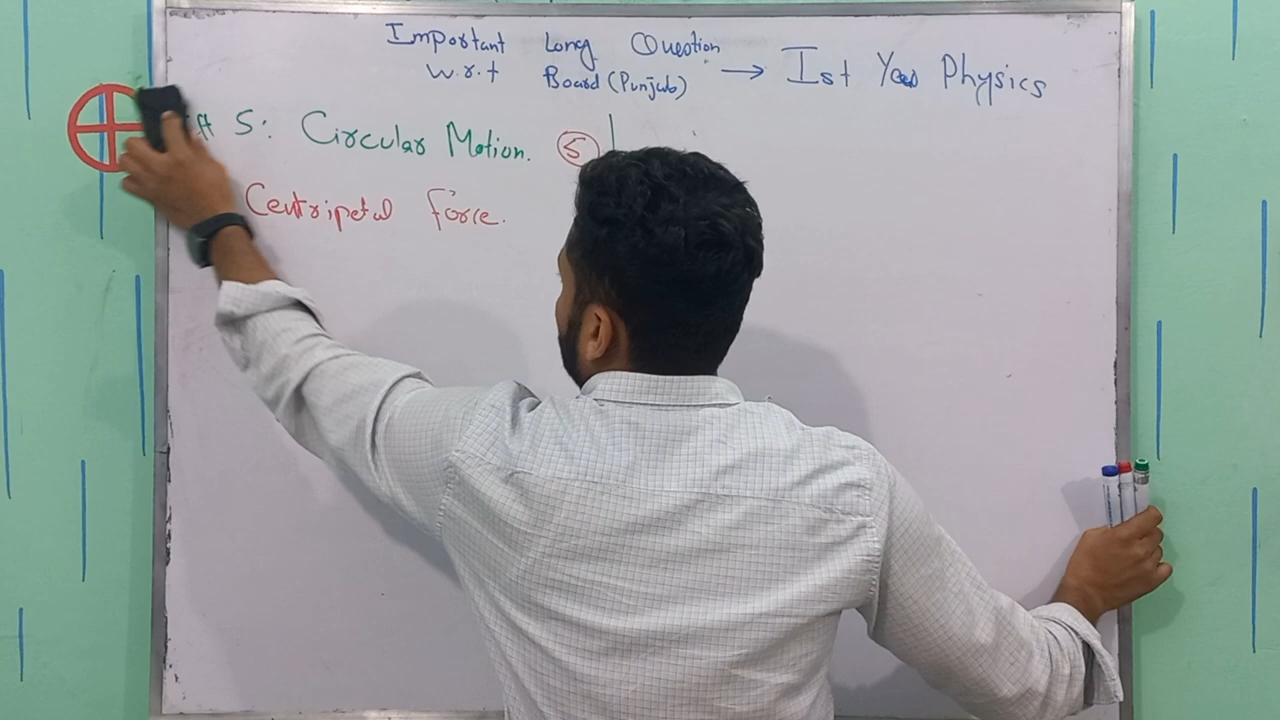 Important Long Question
w.r.t Board (Punjab) → Ist Year Physics
# 5: Circular Motion. 5
Centripetal force.